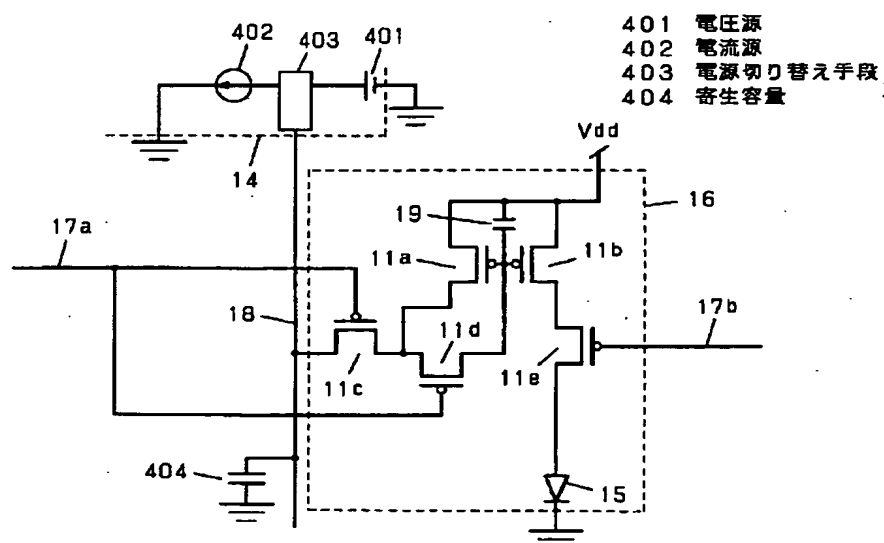 401 電圧源
402 電流源
403 電源切り替え手段
404 寄生容量
402
403
401
14
Vdd
16
19
17a
11a
11b
17b
18
11d
11c
11e
404
15